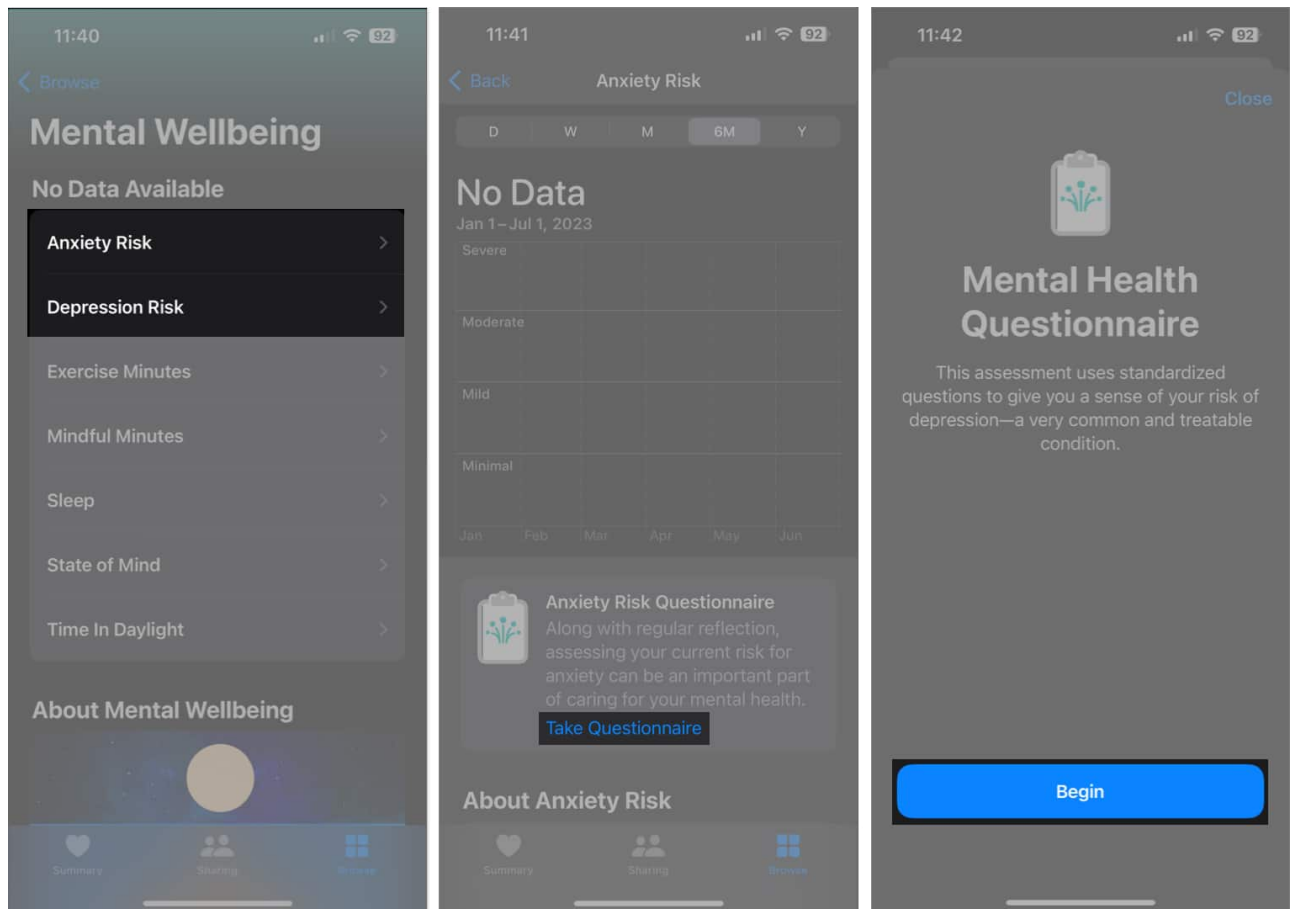 11:40
92
Browse
Mental Wellbeing
No Data Available
Anxiety Risk
Depression Risk
Exercise Minutes
Mindful Minutes
Sleep
State of Mind
Time In Daylight
About Mental Wellbeing
Summary
Sharing
Browse
11:41
92
Back
Anxiety Risk
D W M 6M Y
No Data
Jan 1–Jul 1, 2023
Severe
Moderate
Mild
Minimal
Jan Feb Mar Apr May Jun
Anxiety Risk Questionnaire
Along with regular reflection,
assessing your current risk for
anxiety can be an important part
of caring for your mental health.
Take Questionnaire
About Anxiety Risk
Summary
Sharing
Browse
11:42
92
Close
Mental Health
Questionnaire
This assessment uses standardized
questions to give you a sense of your risk of
depression—a very common and treatable
condition.
Begin